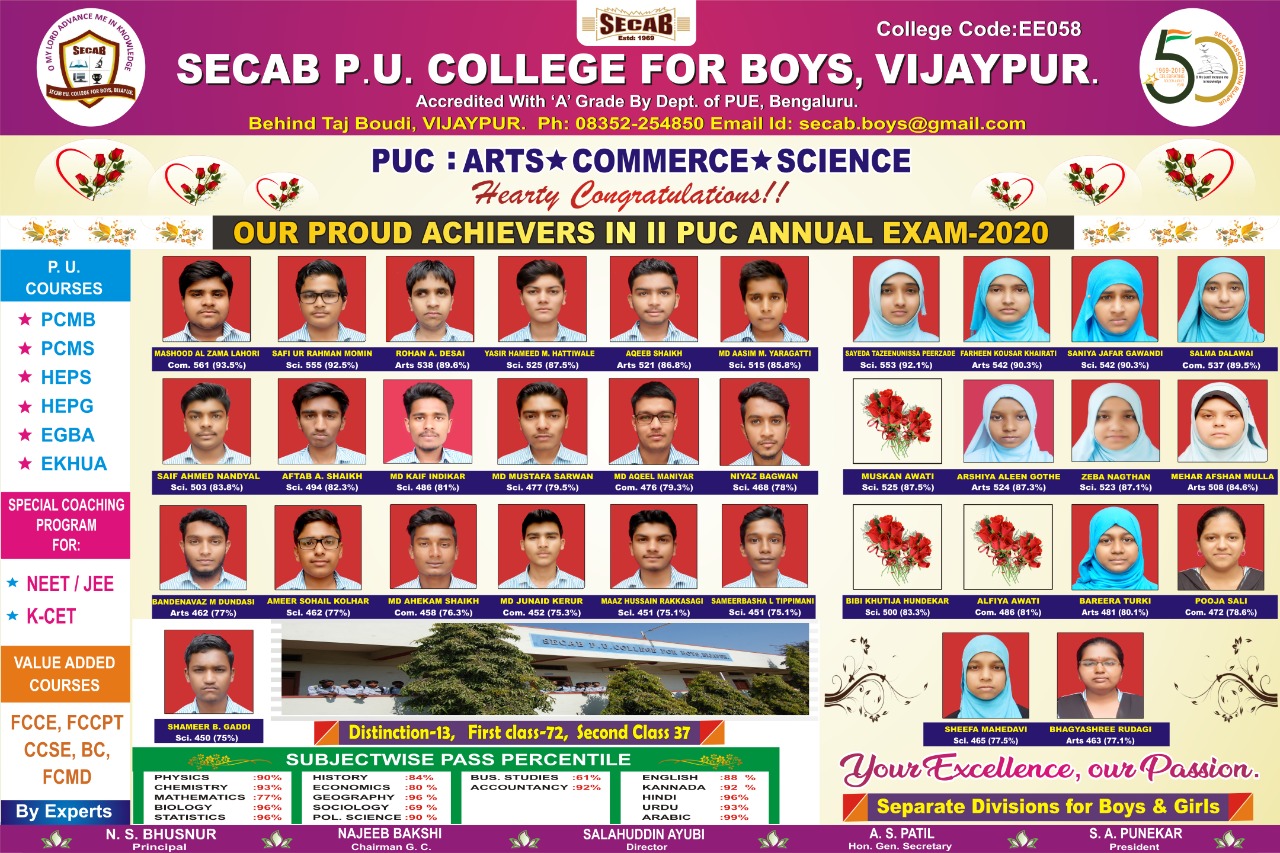 O MY LORD ADVANCE ME IN KNOWLEDGE
SECAB
SECAB P.U. COLLEGE FOR BOYS, BIJAPUR.
SECAB
Estd: 1969
College Code:EE058
SECAB P.U. COLLEGE FOR BOYS, VIJAYPUR.
Accredited With ‘A’ Grade By Dept. of PUE, Bengaluru.
Behind Taj Boudi, VIJAYPUR. Ph: 08352-254850 Email Id: secab.boys@gmail.com
50
1969-2019
SECAB ASSOCIATION BIJAPUR
PUC : ARTS★COMMERCE★SCIENCE
Hearty Congratulations!!
OUR PROUD ACHIEVERS IN II PUC ANNUAL EXAM-2020
P. U.
COURSES
★ PCMB
★ PCMS
★ HEPS
★ HEPG
★ EGBA
★ EKHUA
SPECIAL COACHING
PROGRAM
FOR:
★ NEET / JEE
★ K-CET
VALUE ADDED
COURSES
FCCE, FCCPT
CCSE, BC,
FCMD
By Experts
MASHOOD AL ZAMA LAHORI
Com. 561 (93.5%)
SAFI UR RAHMAN MOMIN
Sci. 555 (92.5%)
ROHAN A. DESAI
Arts 538 (89.6%)
YASIR HAMEED M. HATTIWALE
Sci. 525 (87.5%)
AQEEB SHAIKH
Arts 521 (86.8%)
MD AASIM M. YARAGATTI
Sci. 515 (85.8%)
SAYEDA TAZEENUNISSA PEERZADE
Sci. 553 (92.1%)
FARHEEN KOUSAR KHAIRATI
Arts 542 (90.3%)
SANIYA JAFAR GAWANDI
Sci. 542 (90.3%)
SALMA DALAWAI
Com. 537 (89.5%)
SAIF AHMED NANDYAL
Sci. 503 (83.8%)
AFTAB A. SHAIKH
Sci. 494 (82.3%)
MD KAIF INDIKAR
Sci. 486 (81%)
MD MUSTAFA SARWAN
Sci. 477 (79.5%)
MD AQEEL MANIYAR
Com. 476 (79.3%)
NIYAZ BAGWAN
Sci. 468 (78%)
MUSKAN AWATI
Sci. 525 (87.5%)
ARSHIYA ALEEN GOTHE
Arts 524 (87.3%)
ZEBA NAGTHAN
Sci. 523 (87.1%)
MEHAR AFSHAN MULLA
Arts 508 (84.6%)
BANDENAVAZ M DUNDASI
Arts 462 (77%)
AMEER SOHAIL KOLHAR
Sci. 462 (77%)
MD AHEKAM SHAIKH
Com. 458 (76.3%)
MD JUNAID KERUR
Com. 452 (75.3%)
MAAZ HUSSAIN RAKKASAGI
Sci. 451 (75.1%)
SAMEERBASHA I. TIPPIMANI
Sci. 451 (75.1%)
BIBI KHUTIJA HUNDEKAR
Sci. 500 (83.3%)
ALFIYA AWATI
Com. 486 (81%)
BAREERA TURKI
Arts 481 (80.1%)
POOJA SALI
Com. 472 (78.6%)
SHAMEER B. GADDI
Sci. 450 (75%)
SECAB P.U. COLLEGE FOR BOYS, BIJAPUR
SHEEFA MAHEDAVI
Sci. 465 (77.5%)
BHAGYASHREE RUDAGI
Arts 463 (77.1%)
Distinction-13, First class-72, Second Class 37
SUBJECTWISE PASS PERCENTILE
PHYSICS :90%
CHEMISTRY :93%
MATHEMATICS :77%
BIOLOGY :96%
STATISTICS :96%
HISTORY :84%
ECONOMICS :80 %
GEOGRAPHY :96 %
SOCIOLOGY :69 %
POL. SCIENCE :90 %
BUS. STUDIES :61%
ACCOUNTANCY :92%
ENGLISH :88 %
KANNADA :92 %
HINDI :96%
URDU :93%
ARABIC :99%
Your Excellence, our Passion.
Separate Divisions for Boys & Girls
N. S. BHUSNUR
Principal
NAJEEB BAKSHI
Chairman G. C.
SALAHUDDIN AYUBI
Director
A. S. PATIL
Hon. Gen. Secretary
S. A. PUNEKAR
President